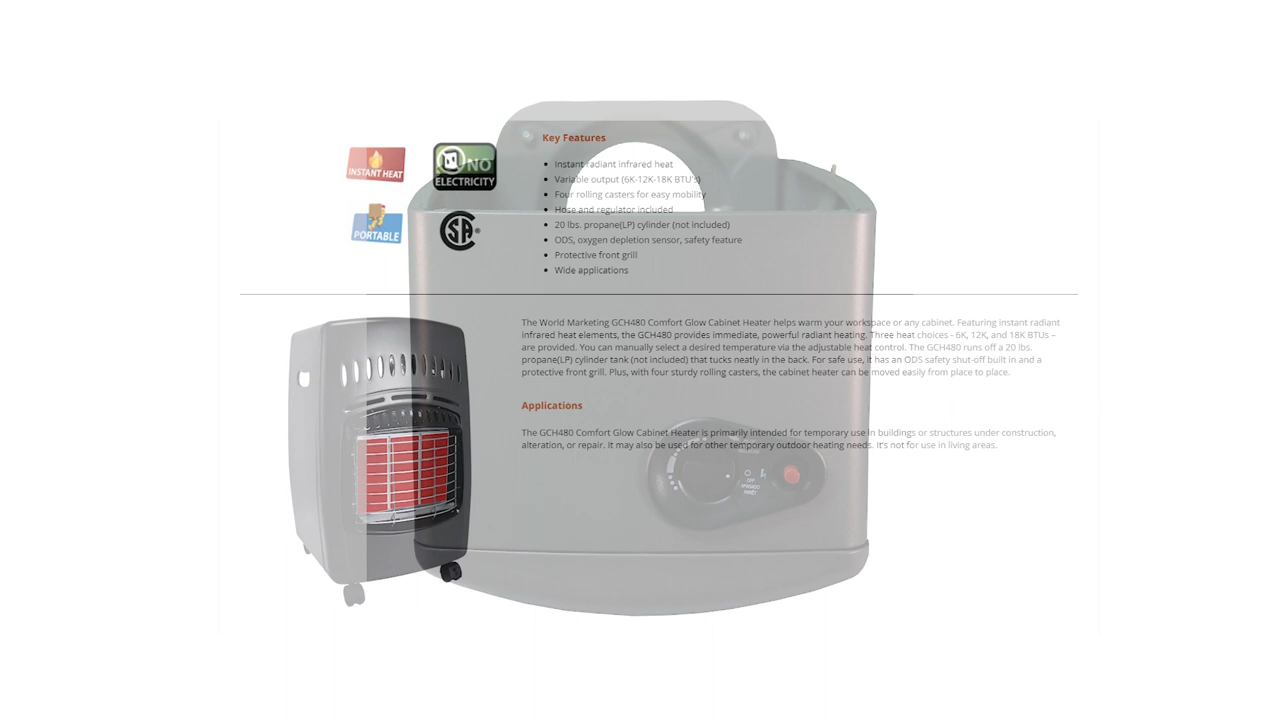 INSTANT HEAT
NO
ELECTRICITY
PORTABLE
SA
Key Features
Instant radiant infrared heat
Variable output (6K-12K-18K BTU's)
Four rolling casters for easy mobility
Hose and regulator included
20 lbs. propane(LP) cylinder (not included)
ODS, oxygen depletion sensor, safety feature
Protective front grill
Wide applications
The World Marketing GCH480 Comfort Glow Cabinet Heater helps warm your workspace or any cabinet. Featuring instant radiant
infrared heat elements, the GCH480 provides immediate, powerful radiant heating. Three heat choices - 6K, 12K, and 18K BTUs –
are provided. You can manually select a desired temperature via the adjustable heat control. The GCH480 runs off a 20 lbs.
propane(LP) cylinder tank (not included) that tucks neatly in the back. For safe use, it has an ODS safety shut-off built in and a
protective front grill. Plus, with four sturdy rolling casters, the cabinet heater can be moved easily from place to place.
Applications
The GCH480 Comfort Glow Cabinet Heater is primarily intended for temporary use in buildings or structures under construction,
alteration, or repair. It may also be used for other temporary outdoor heating needs. It's not for use in living areas.
OFF